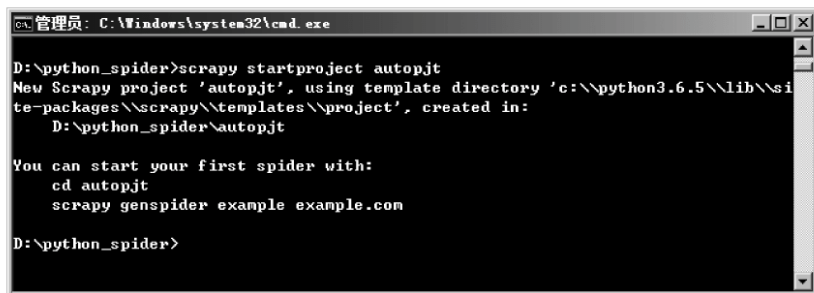 管理员: C:\Windows\system32\cmd.exe
D:\python_spider>scrapy startproject autopjt
New Scrapy project 'autopjt', using template directory 'c:\\python3.6.5\\lib\\si
te-packages\\scrapy\\templates\\project', created in:
    D:\python_spider\autopjt
You can start your first spider with:
    cd autopjt
    scrapy genspider example example.com
D:\python_spider>